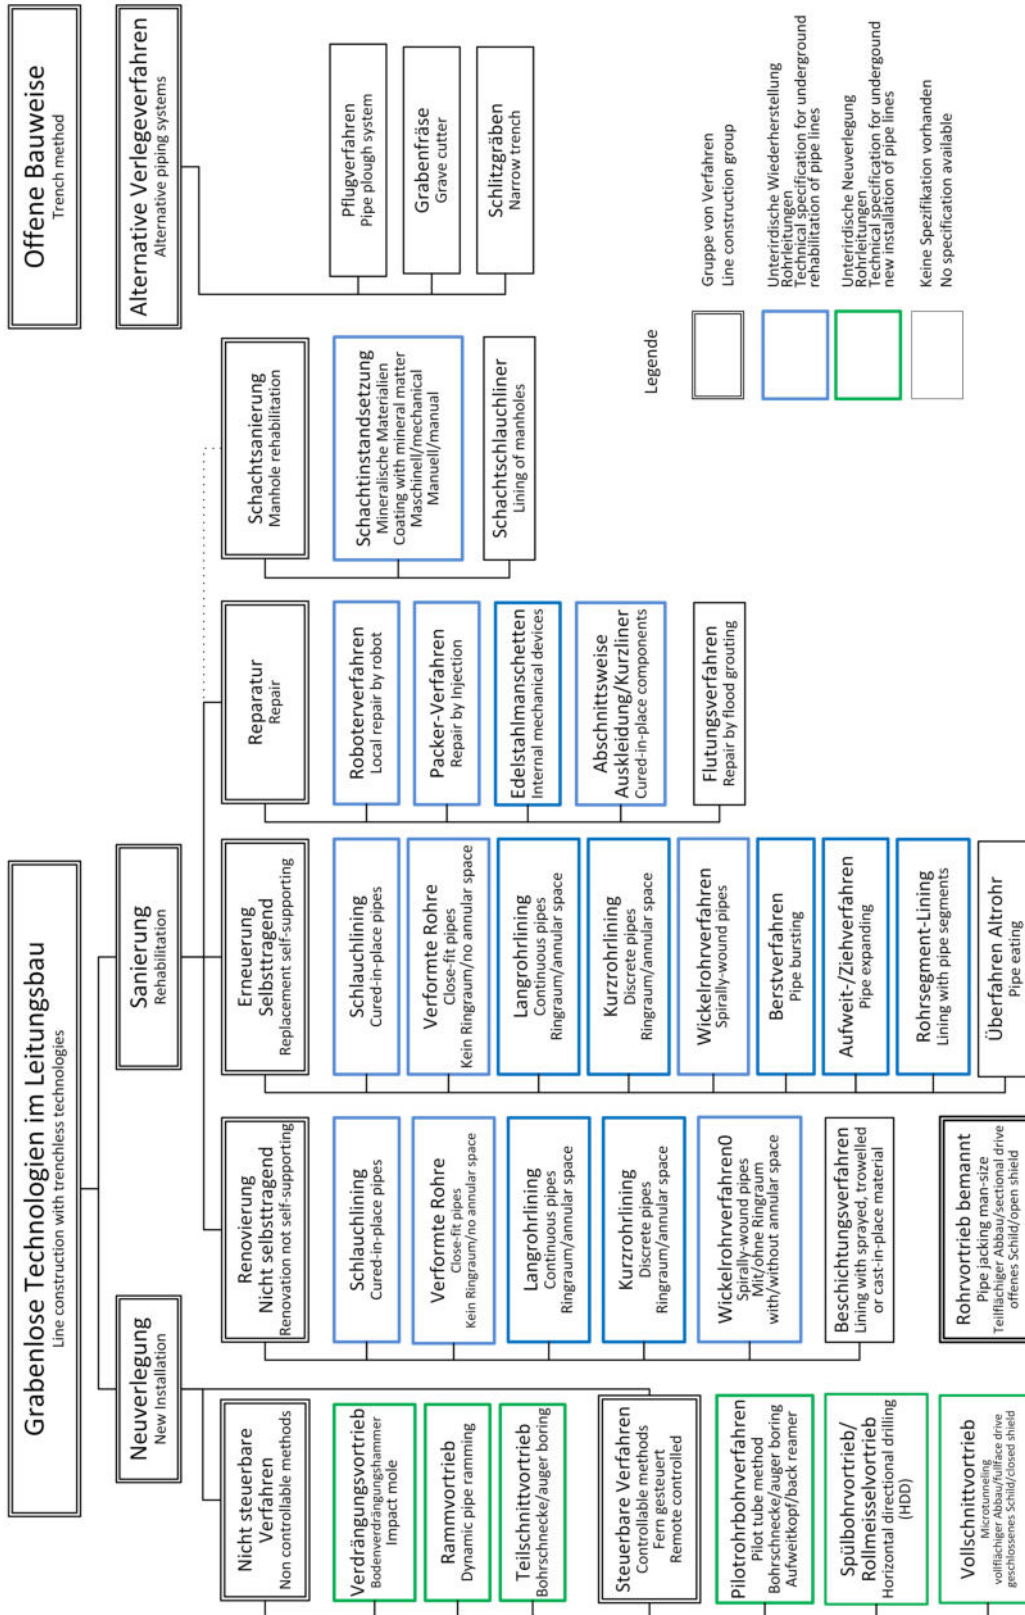 Grabenlose Technologien im Leitungsbau
Line construction with trenchless technologies
Offene Bauweise
Trench method
Neuverlegung
New Installation
Sanierung
Rehabilitation
Alternative Verlegeverfahren
Alternative piping systems
Nicht steuerbare
Verfahren
Non controllable methods
Verdrängungsvortrieb
Bodenverdrängungshammer
Impact mole
Rammvortrieb
Dynamic pipe ramming
Teilschnittvortrieb
Bohrschnecke/auger boring
Steuerbare Verfahren
Controllable methods
Fern gesteuert
Remote controlled
Pilotrohrbohrverfahren
Pilot tube method
Bohrschnecke/auger boring
Aufweitkopf/back reamer
Spülbohrvortrieb/
Rollmeisselvortrieb
Horizontal directional drilling
(HDD)
Vollschnittvortrieb
Microtunneling
vollflächiger Abbau/fullface drive
geschlossenes Schild/closed shield
Renovierung
Nicht selbsttragend
Renovation not self-supporting
Schlauchlining
Cured-in-place pipes
Verformte Rohre
Close-fit pipes
Kein Ringraum/no annular space
Langrohrlining
Continuous pipes
Ringraum/annular space
Kurzrohrlining
Discrete pipes
Ringraum/annular space
Wickelrohrverfahren0
Spirally-wound pipes
Mit/ohne Ringraum
with/without annular space
Beschichtungsverfahren
Lining with sprayed, trowelled
or cast-in-place material
Rohrvortrieb bemannt
Pipe jacking man-size
Teilflächiger Abbau/sectional drive
offenes Schild/open shield
Erneuerung
Selbsttragend
Replacement self-supporting
Schlauchlining
Cured-in-place pipes
Verformte Rohre
Close-fit pipes
Kein Ringraum/no annular space
Langrohrlining
Continuous pipes
Ringraum/annular space
Kurzrohrlining
Discrete pipes
Ringraum/annular space
Wickelrohrverfahren
Spirally-wound pipes
Berstverfahren
Pipe bursting
Aufweit-/Ziehverfahren
Pipe expanding
Rohrsegment-Lining
Lining with pipe segments
Überfahren Altrohr
Pipe eating
Reparatur
Repair
Roboterverfahren
Local repair by robot
Packer-Verfahren
Repair by Injection
Edelstahlmanschetten
Internal mechanical devices
Abschnittsweise
Auskleidung/Kurzliner
Cured-in-place components
Flutungsverfahren
Repair by flood grouting
Schachtsanierung
Manhole rehabilitation
Schachtinstandsetzung
Mineralische Materialien
Coating with mineral matter
Maschinell/mechanical
Manuell/manual
Schachtschlauchliner
Lining of manholes
Pflugverfahren
Pipe plough system
Grabenfräse
Grave cutter
Schlitzgräben
Narrow trench
Legende
Gruppe von Verfahren
Line construction group
Unterirdische Wiederherstellung
Rohrleitungen
Technical specification for underground
rehabilitation of pipe lines
Unterirdische Neuverlegung
Rohrleitungen
Technical specification for undergound
new installation of pipe lines
Keine Spezifikation vorhanden
No specification available